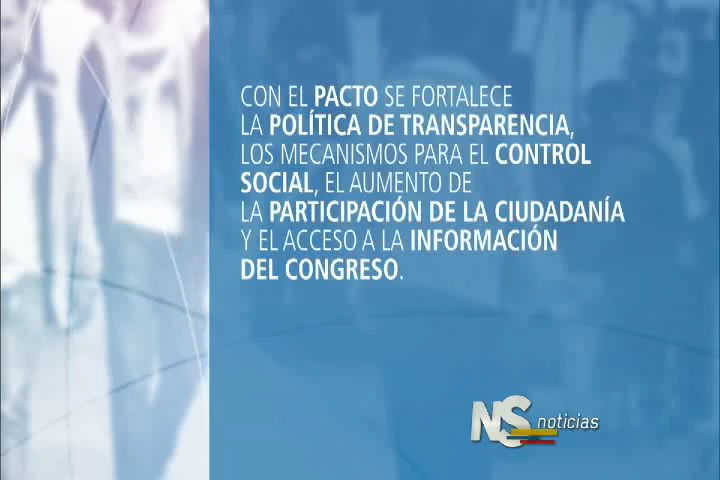 CON EL PACTO SE FORTALECE
LA POLÍTICA DE TRANSPARENCIA,
LOS MECANISMOS PARA EL CONTROL
SOCIAL, EL AUMENTO DE
LA PARTICIPACIÓN DE LA CIUDADANÍA
Y EL ACCESO A LA INFORMACIÓN
DEL CONGRESO.
NS noticias